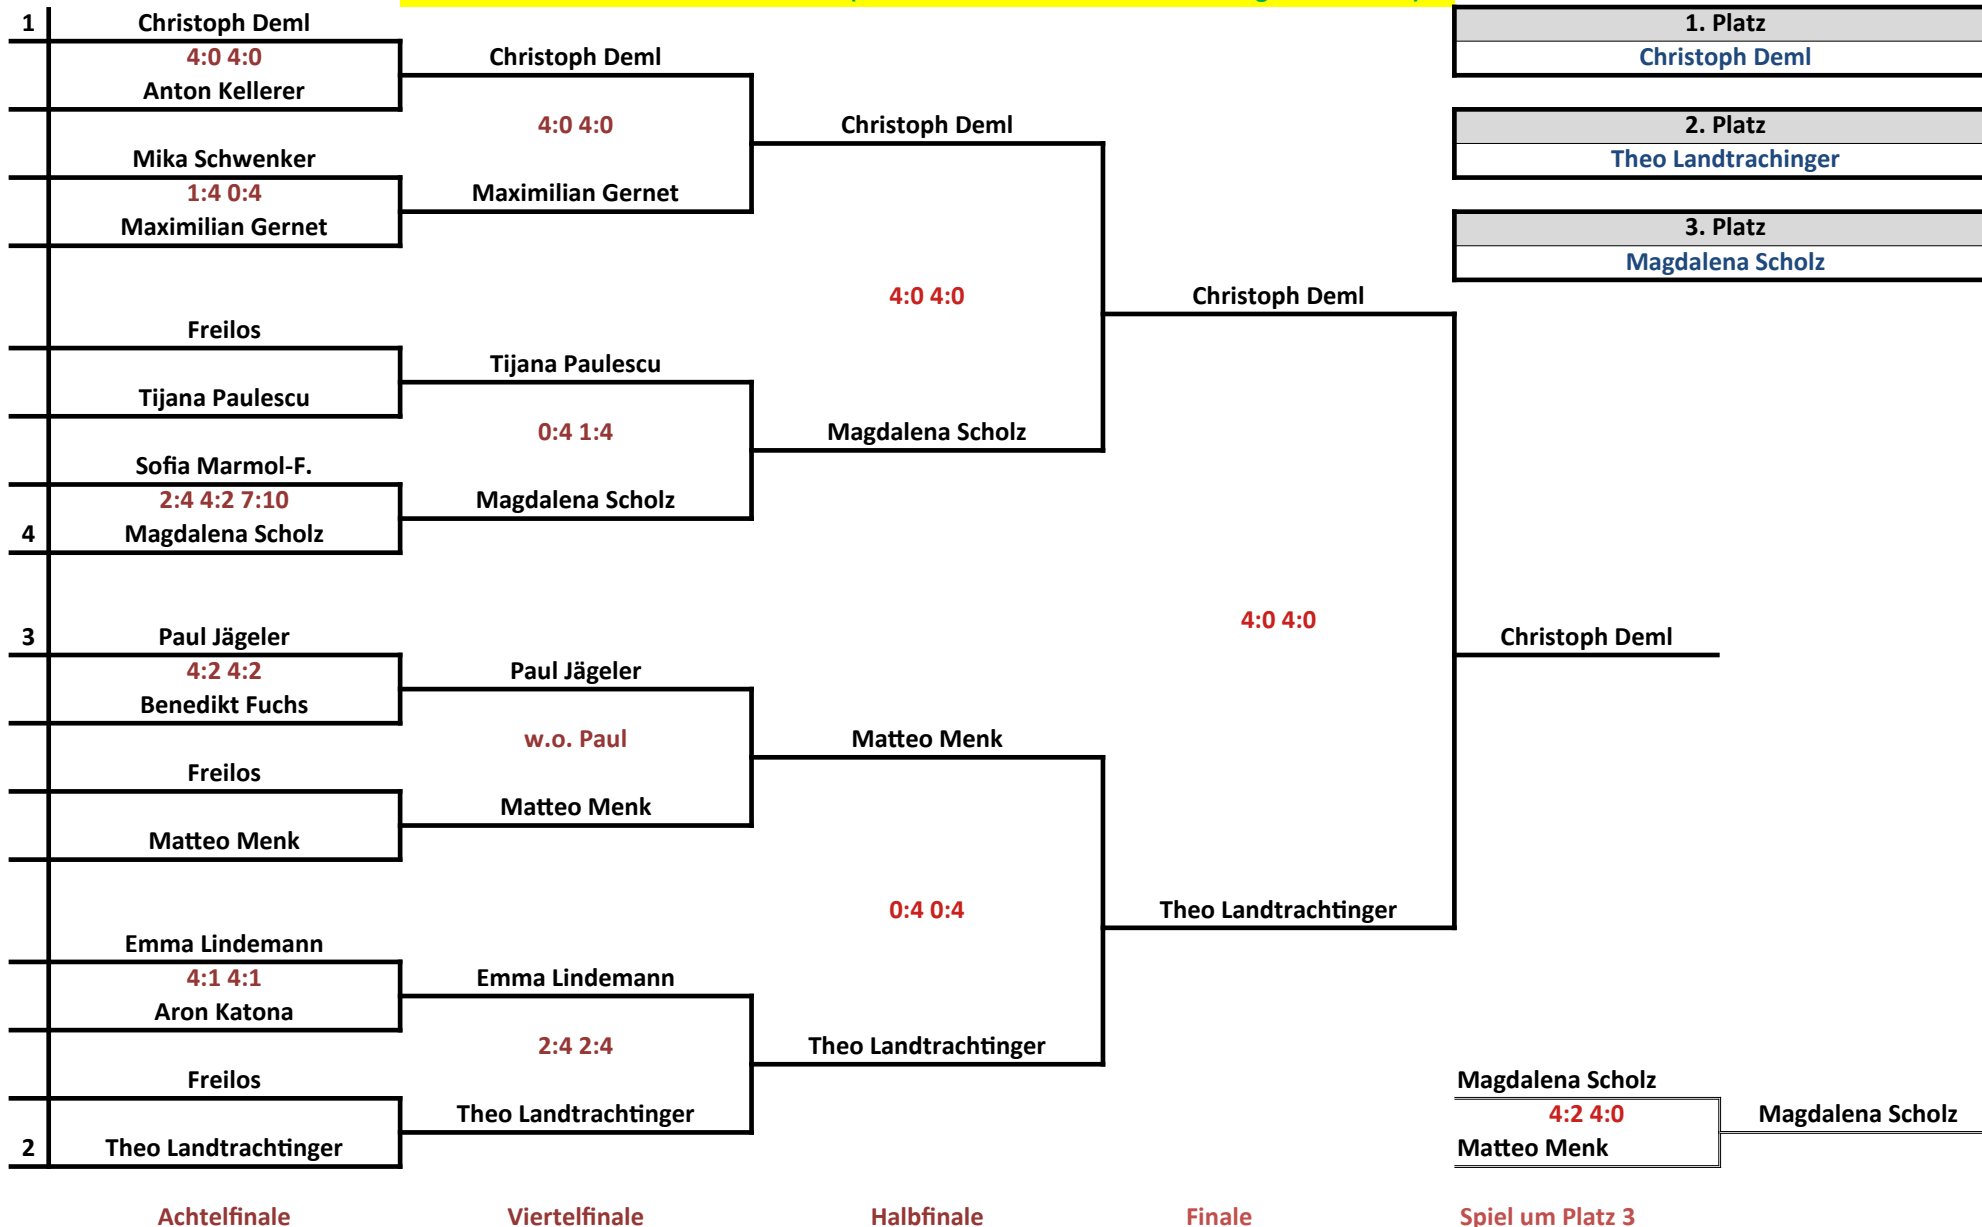 1
Christoph Deml
4:0 4:0
Anton Kellerer
Mika Schwenker
1:4 0:4
Maximilian Gernet
Freilos
Tijana Paulescu
Sofia Marmol-F.
2:4 4:2 7:10
4
Magdalena Scholz
3
Paul Jägeler
4:2 4:2
Benedikt Fuchs
Freilos
Matteo Menk
Emma Lindemann
4:1 4:1
Aron Katona
Freilos
2
Theo Landtrachtinger
Achtelfinale
Christoph Deml
4:0 4:0
Maximilian Gernet
Tijana Paulescu
0:4 1:4
Magdalena Scholz
Paul Jägeler
w.o. Paul
Matteo Menk
Emma Lindemann
2:4 2:4
Theo Landtrachtinger
Viertelfinale
Christoph Deml
4:0 4:0
Magdalena Scholz
Matteo Menk
0:4 0:4
Theo Landtrachtinger
Halbfinale
Christoph Deml
4:0 4:0
Theo Landtrachtinger
Finale
Christoph Deml
1. Platz
Christoph Deml
2. Platz
Theo Landtrachinger
3. Platz
Magdalena Scholz
Magdalena Scholz
4:2 4:0
Matteo Menk
Magdalena Scholz
Spiel um Platz 3